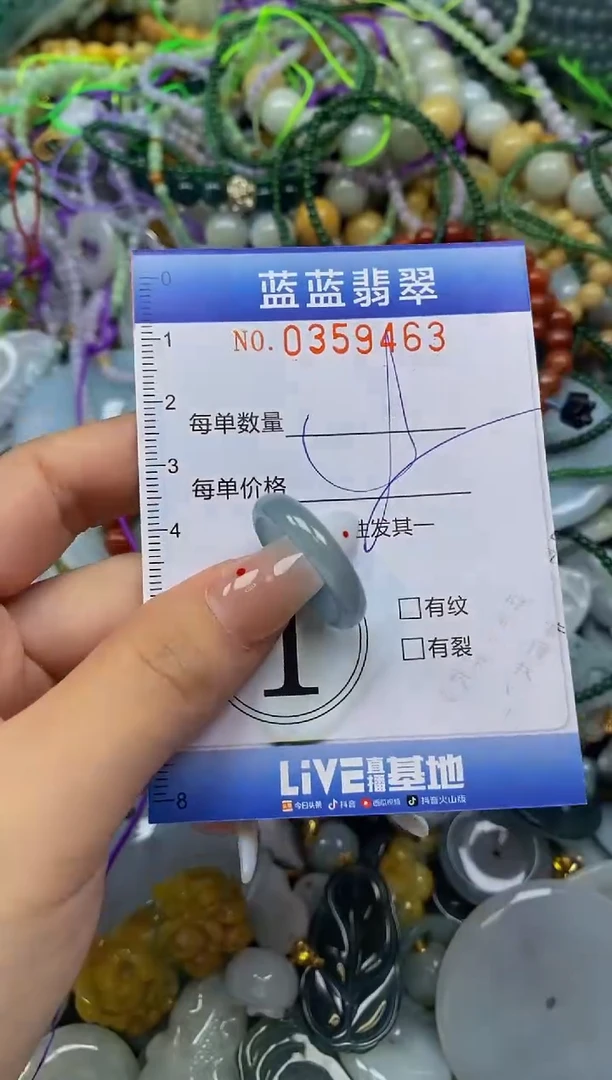 0
蓝蓝翡翠
NO. 0359463
1
2
每单数量
3
每单价格
4
发其一
有纹
有裂
1
LiVE直播基地
8
今日头条 抖音 西瓜视频 抖音火山版